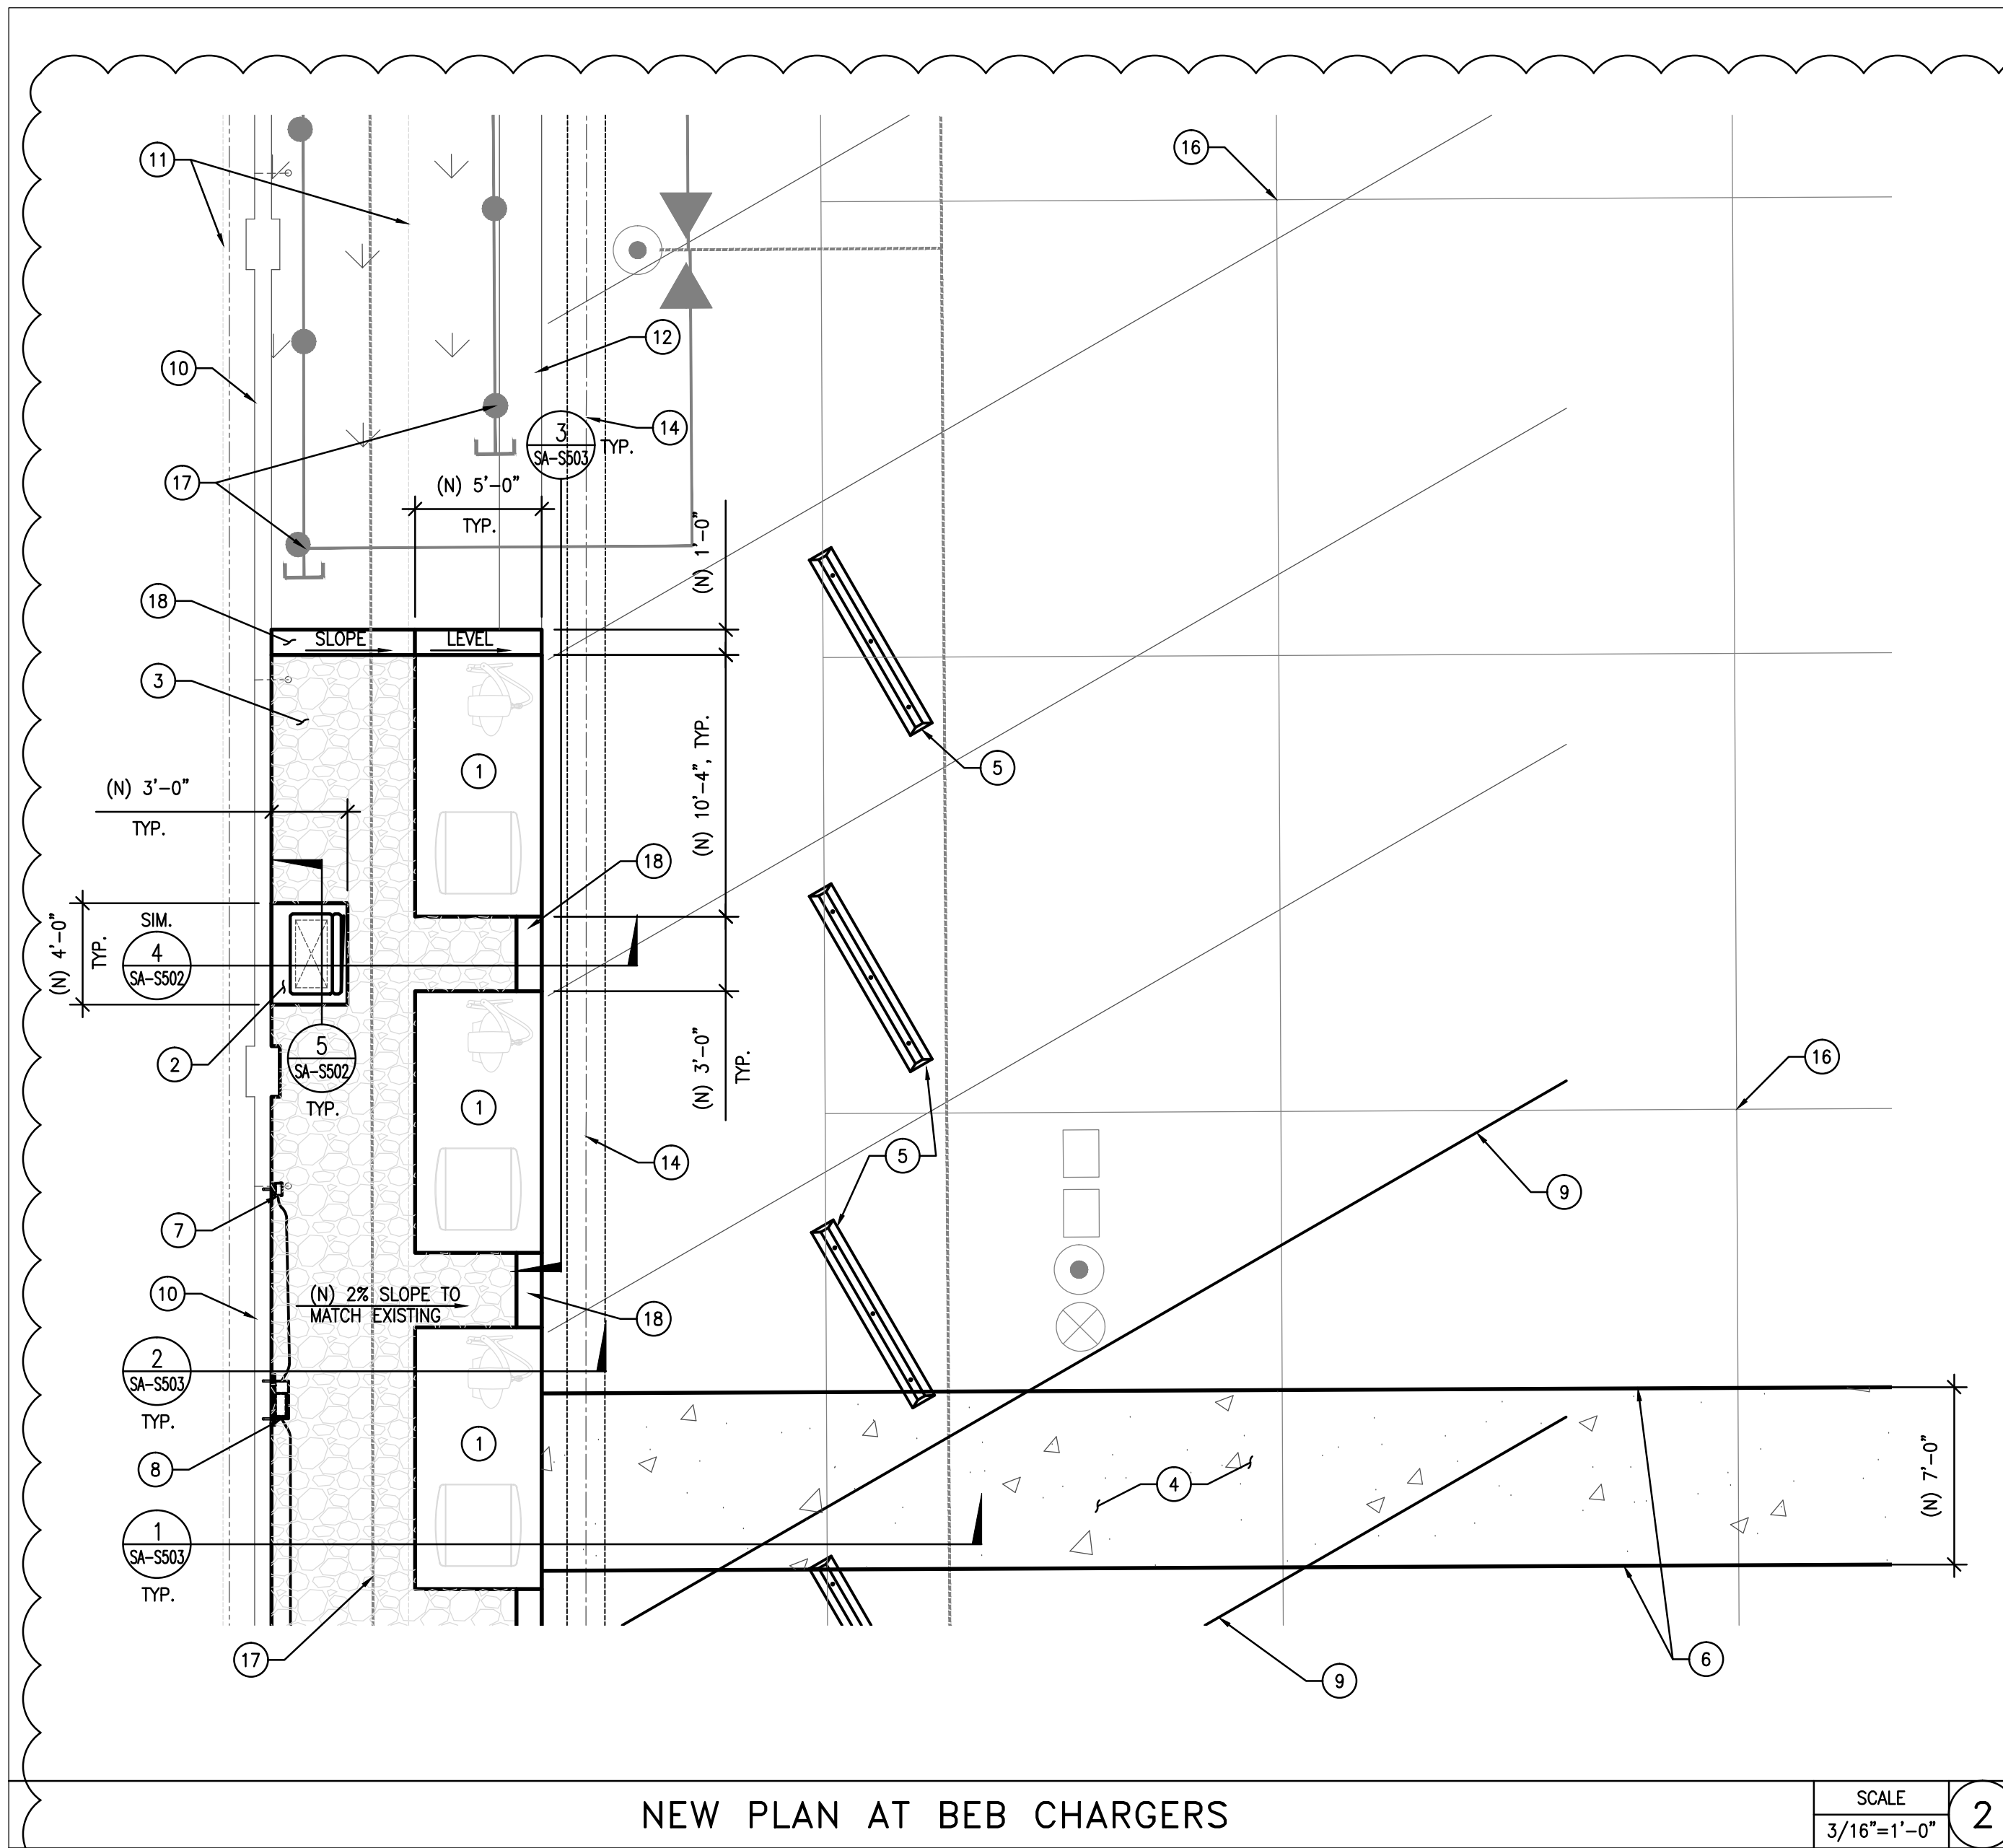 11
16
10
12
3
SA-S503
TYP.
14
17
(N) 5'-0"
TYP.
(N) 1'-0"
18
SLOPE
LEVEL
3
1
5
(N) 10'-4", TYP.
(N) 3'-0"
TYP.
18
(N) 4'-0"
TYP.
SIM.
4
SA-S502
2
5
SA-S502
TYP.
1
(N) 3'-0"
TYP.
16
14
5
9
7
10
(N) 2% SLOPE TO
MATCH EXISTING
18
2
SA-S503
TYP.
8
1
4
(N) 7'-0"
1
SA-S503
TYP.
17
9
6
NEW PLAN AT BEB CHARGERS
SCALE
3/16"=1'-0"
2